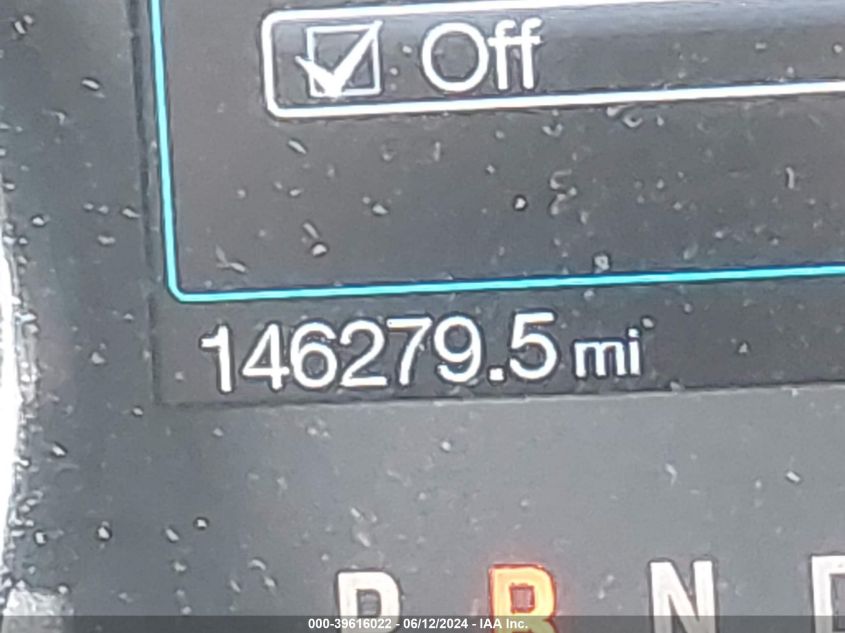 Off
146279.5 mi
P R N
000-39616022 - 06/12/2024 - IAA Inc.